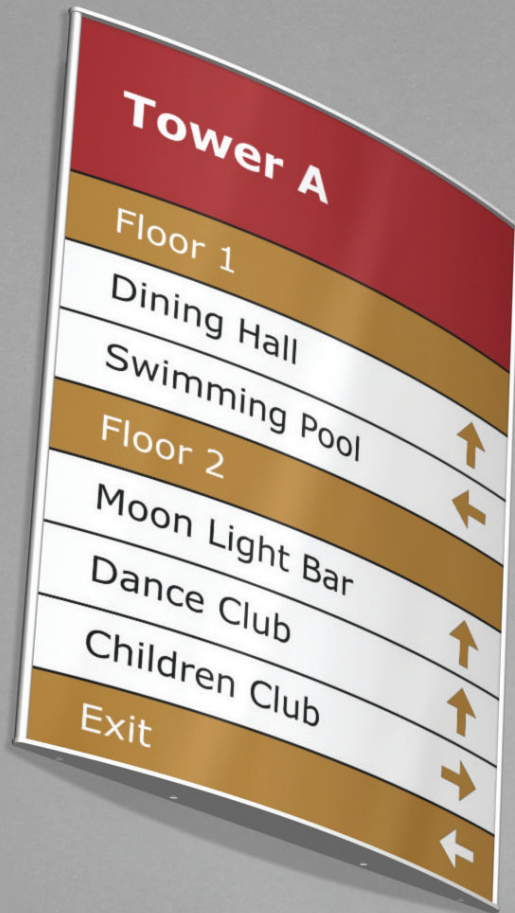 Tower A
Floor 1
Dining Hall
Swimming Pool
Floor 2
Moon Light Bar
Dance Club
Children Club
Exit